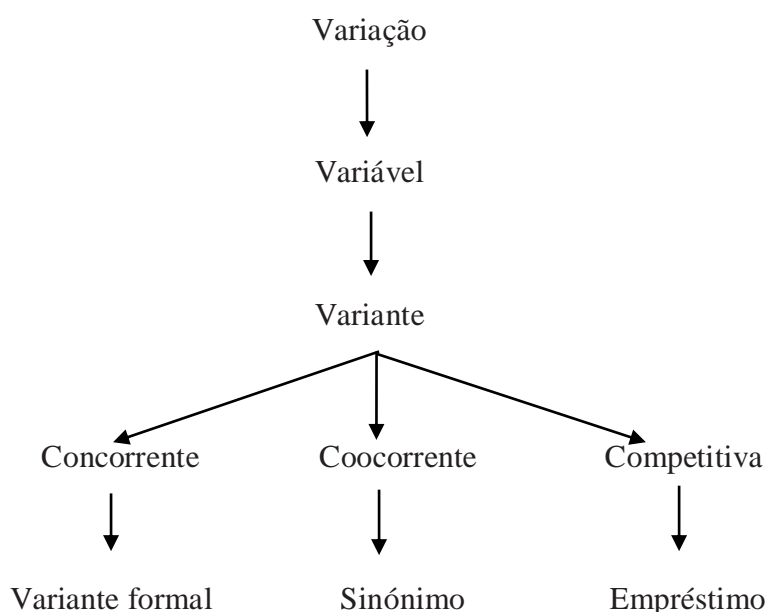 Variação
Variável
Variante
Concorrente Coocorrente Competitiva
Variante formal Sinónimo Empréstimo